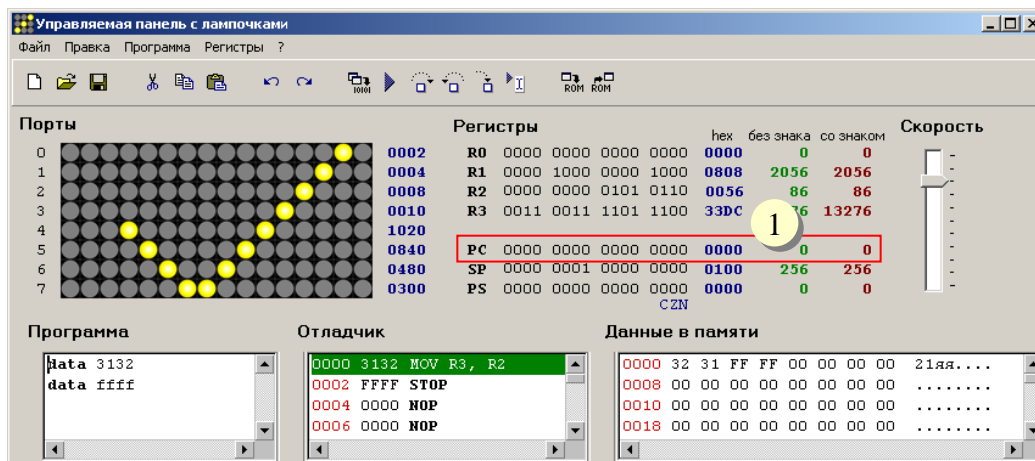 Управляемая панель с лампочками
Файл Правка Программа Регистры ?
10101 ROM ROM
Порты
Регистры
hex без знака со знаком
Скорость
0 0002 R0 0000 0000 0000 0000 0000 0 0
1 0004 R1 0000 1000 0000 1000 0808 2056 2056
2 0008 R2 0000 0000 0101 0110 0056 86 86
3 0010 R3 0011 0011 1101 1100 33DC 13276
4 1020
1
5 0840 PC 0000 0000 0000 0000 0000 0 0
6 0480 SP 0000 0001 0000 0000 0100 256 256
7 0300 PS 0000 0000 0000 0000 0000 0 0
CZN
Программа
data 3132
data ffff
Отладчик
0000 3132 MOV R3, R2
0002 FFFF STOP
0004 0000 NOP
0006 0000 NOP
Данные в памяти
0000 32 31 FF FF 00 00 00 00 21яя....
0008 00 00 00 00 00 00 00 00 ........
0010 00 00 00 00 00 00 00 00 ........
0018 00 00 00 00 00 00 00 00 ........